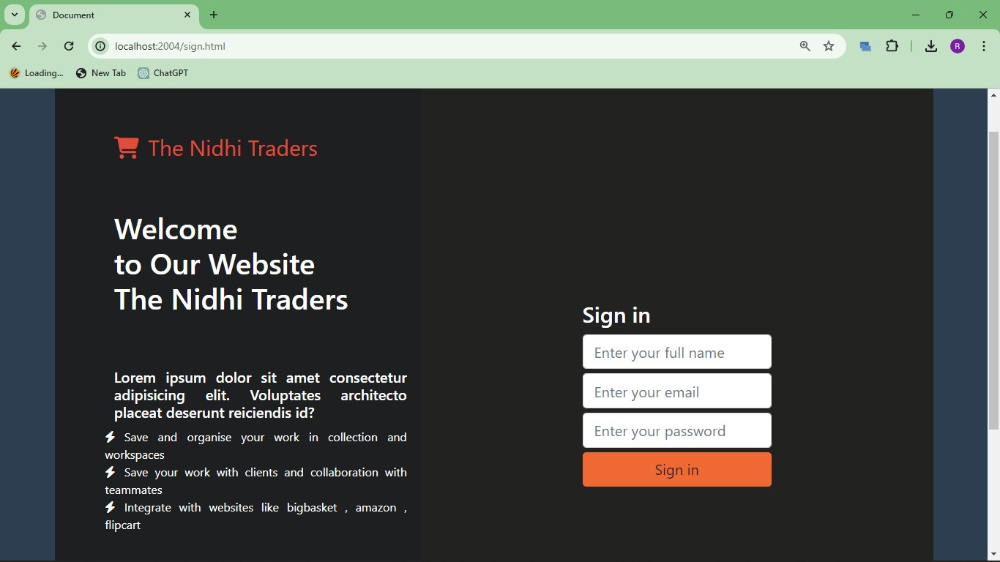 Document
localhost:2004/sign.html
R
Loading...
New Tab
ChatGPT
The Nidhi Traders
Welcome
to Our Website
The Nidhi Traders
Lorem ipsum dolor sit amet consectetur
adipisicing elit. Voluptates architecto
placeat deserunt reiciendis id?
Save and organise your work in collection and
workspaces
Save your work with clients and collaboration with
teammates
Integrate with websites like bigbasket , amazon ,
flipcart
Sign in
Enter your full name
Enter your email
Enter your password
Sign in